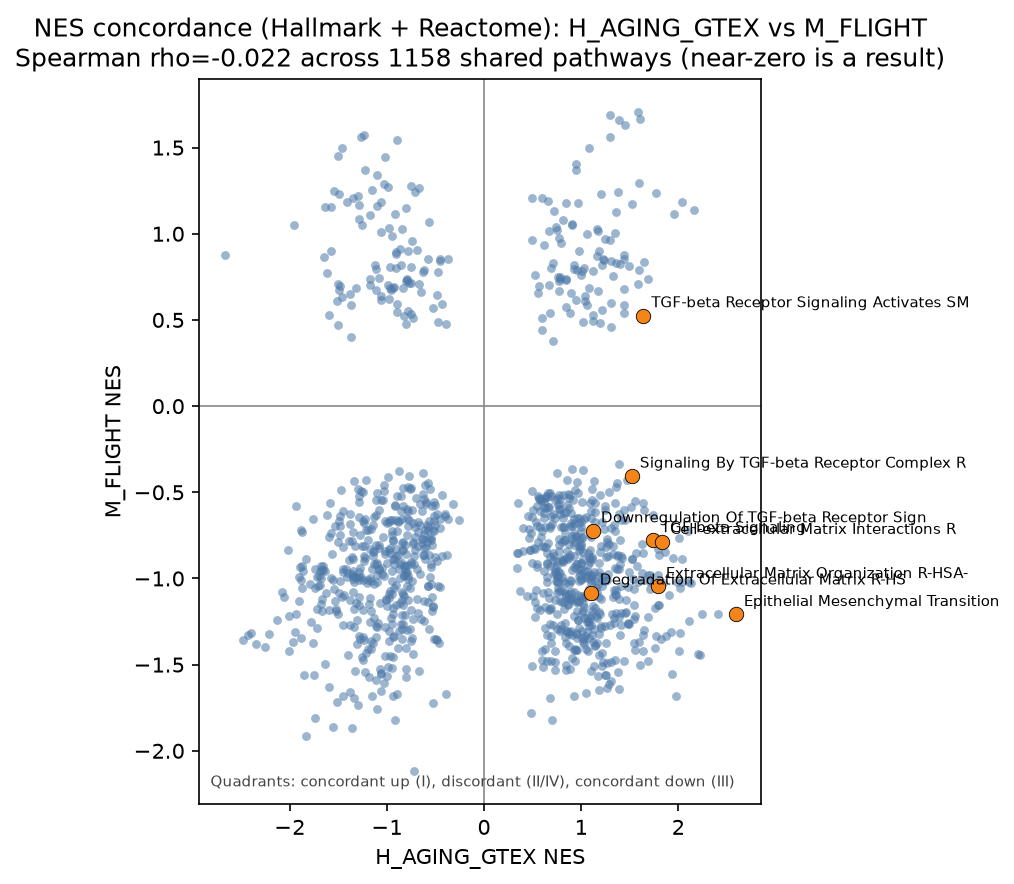 NES concordance (Hallmark + Reactome): H_AGING_GTEX vs M_FLIGHT
Spearman rho=-0.022 across 1158 shared pathways (near-zero is a result)
M_FLIGHT NES
1.5
1.0
0.5
0.0
−0.5
−1.0
−1.5
−2.0
TGF-beta Receptor Signaling Activates SM
Signaling By TGF-beta Receptor Complex R
Downregulation Of TGF-beta Receptor Sign
TGF-beta Signaling
Cell-extracellular Matrix Interactions R
Extracellular Matrix Organization R-HSA-
Degradation Of Extracellular Matrix R-HS
Epithelial Mesenchymal Transition
Quadrants: concordant up (I), discordant (II/IV), concordant down (III)
−2
−1
0
1
2
H_AGING_GTEX NES